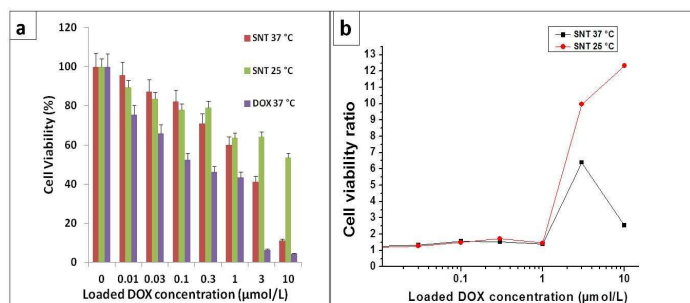 a
SNT 37 °C
SNT 25 °C
DOX 37 °C
Cell Viability (%)
120
100
80
60
40
20
0
0 0.01 0.03 0.1 0.3 1 3 10
Loaded DOX concentration (µmol/L)
b
SNT 37 °C
SNT 25 °C
Cell viability ratio
13
12
11
10
9
8
7
6
5
4
3
2
1
0
0.1 1 10
Loaded DOX concentration (µmol/L)